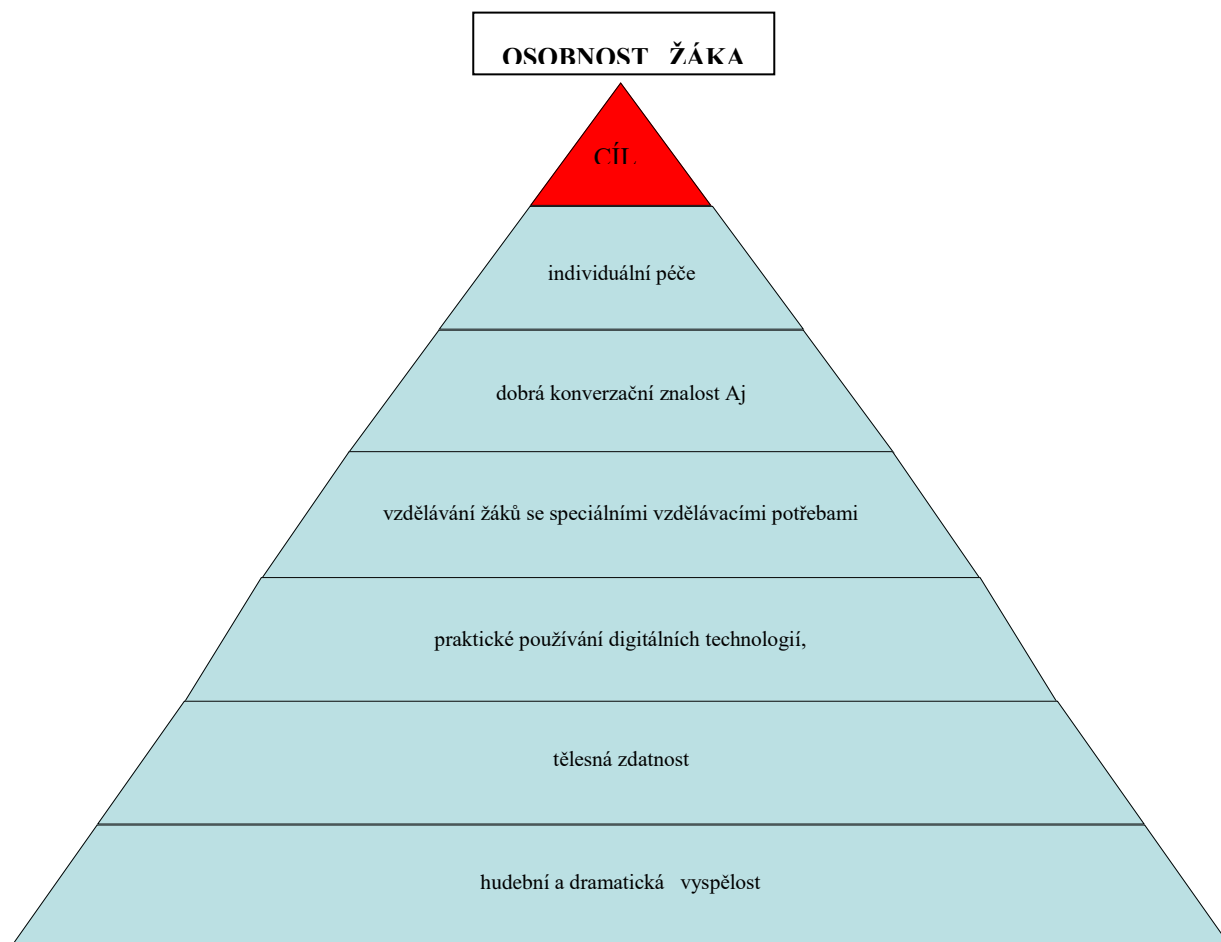 OSOBNOST ŽÁKA
CÍL
individuální péče
dobrá konverzační znalost Aj
vzdělávání žáků se speciálními vzdělávacími potřebami
praktické používání digitálních technologií,
tělesná zdatnost
hudební a dramatická vyspělost